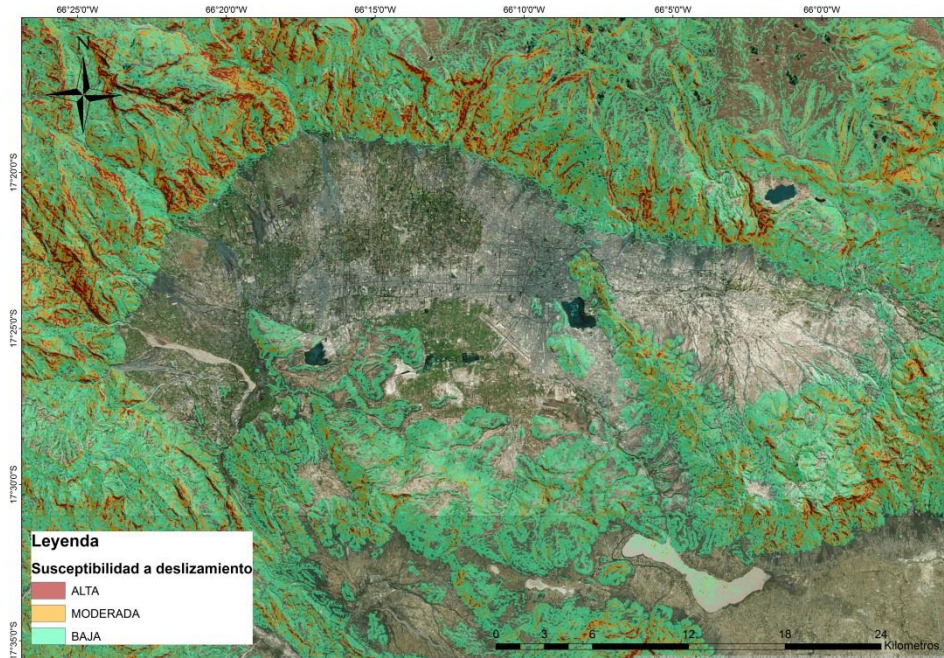 66°25'0"W 66°20'0"W 66°15'0"W 66°10'0"W 66°5'0"W 66°0'0"W
N
17°20'0"S
17°25'0"S
17°30'0"S
17°35'0"S
Leyenda
Susceptibilidad a deslizamiento
ALTA
MODERADA
BAJA
0 3 6 12 18 24
Kilometros